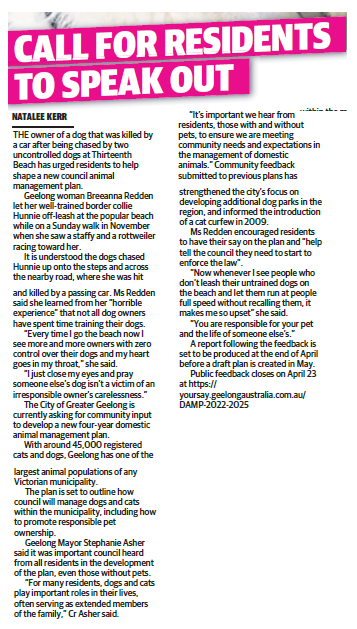 CALL FOR RESIDENTS
TO SPEAK OUT
NATALEE KERR
THE owner of a dog that was killed by
a car after being chased by two
uncontrolled dogs at Thirteenth
Beach has urged residents to help
shape a new council animal
management plan.
Geelong woman Breeanna Redden
let her well-trained border collie
Hunnie off-leash at the popular beach
while on a Sunday walk in November
when she saw a staffy and a rottweiler
racing toward her.
It is understood the dogs chased
Hunnie up onto the steps and across
the nearby road, where she was hit
and killed by a passing car. Ms Redden
said she learned from her "horrible
experience" that not all dog owners
have spent time training their dogs.
"Every time I go the beach now I
see more and more owners with zero
control over their dogs and my heart
goes in my throat," she said.
"I just close my eyes and pray
someone else's dog isn't a victim of an
irresponsible owner's carelessness."
The City of Greater Geelong is
currently asking for community input
to develop a new four-year domestic
animal management plan.
With around 45,000 registered
cats and dogs, Geelong has one of the
largest animal populations of any
Victorian municipality.
The plan is set to outline how
council will manage dogs and cats
within the municipality, including how
to promote responsible pet
ownership.
Geelong Mayor Stephanie Asher
said it was important council heard
from all residents in the development
of the plan, even those without pets.
"For many residents, dogs and cats
play important roles in their lives,
often serving as extended members
of the family," Cr Asher said.
"It's important we hear from
residents, those with and without
pets, to ensure we are meeting
community needs and expectations in
the management of domestic
animals." Community feedback
submitted to previous plans has
strengthened the city's focus on
developing additional dog parks in the
region, and informed the introduction
of a cat curfew in 2009.
Ms Redden encouraged residents
to have their say on the plan and "help
tell the council they need to start to
enforce the law".
"Now whenever I see people who
don't leash their untrained dogs on
the beach and let them run at people
full speed without recalling them, it
makes me so upset" she said.
"You are responsible for your pet
and the life of someone else's."
A report following the feedback is
set to be produced at the end of April
before a draft plan is created in May.
Public feedback closes on April 23
at https://
yoursay.geelongaustralia.com.au/
DAMP-2022-2025